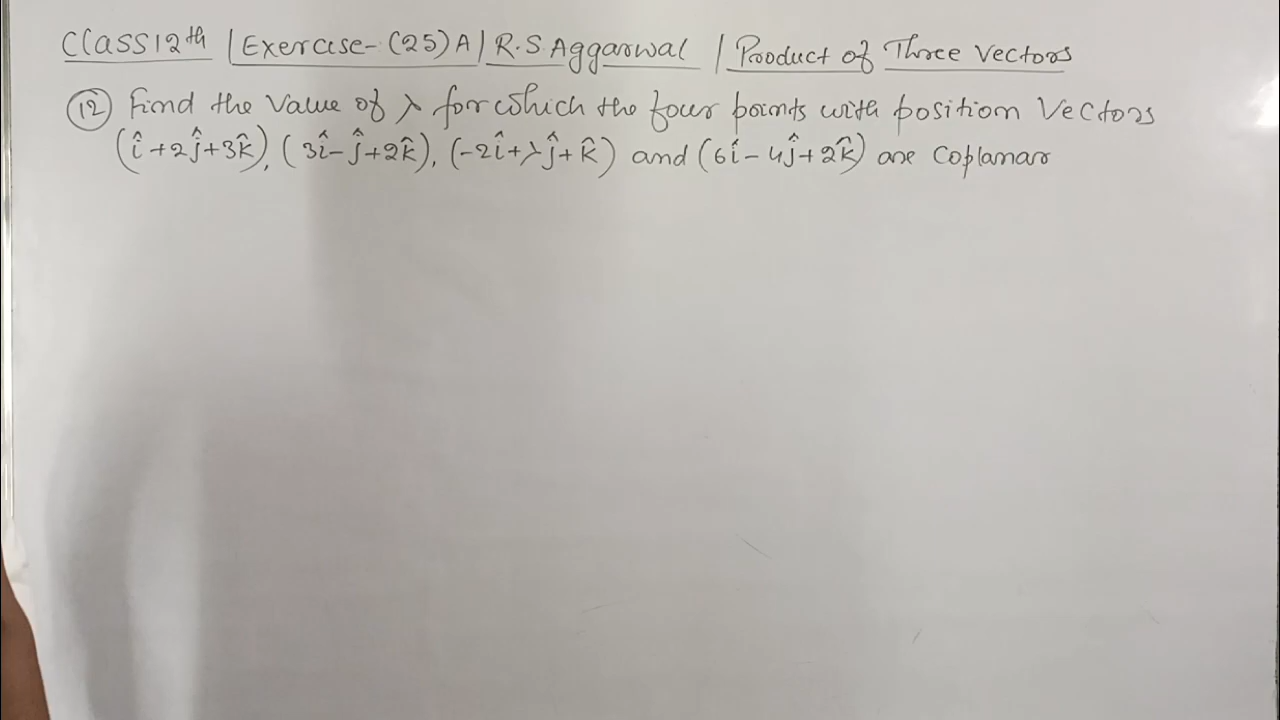 Class 12th | Exercise-(25)A | R.S Aggarwal | Product of Three Vectors
(12) Find the Value of λ for which the four points with position Vectors
(î+2ĵ+3k̂), (3î-ĵ+2k̂), (-2î+λĵ+k̂) and (6î-4ĵ+2k̂) are Coplanar